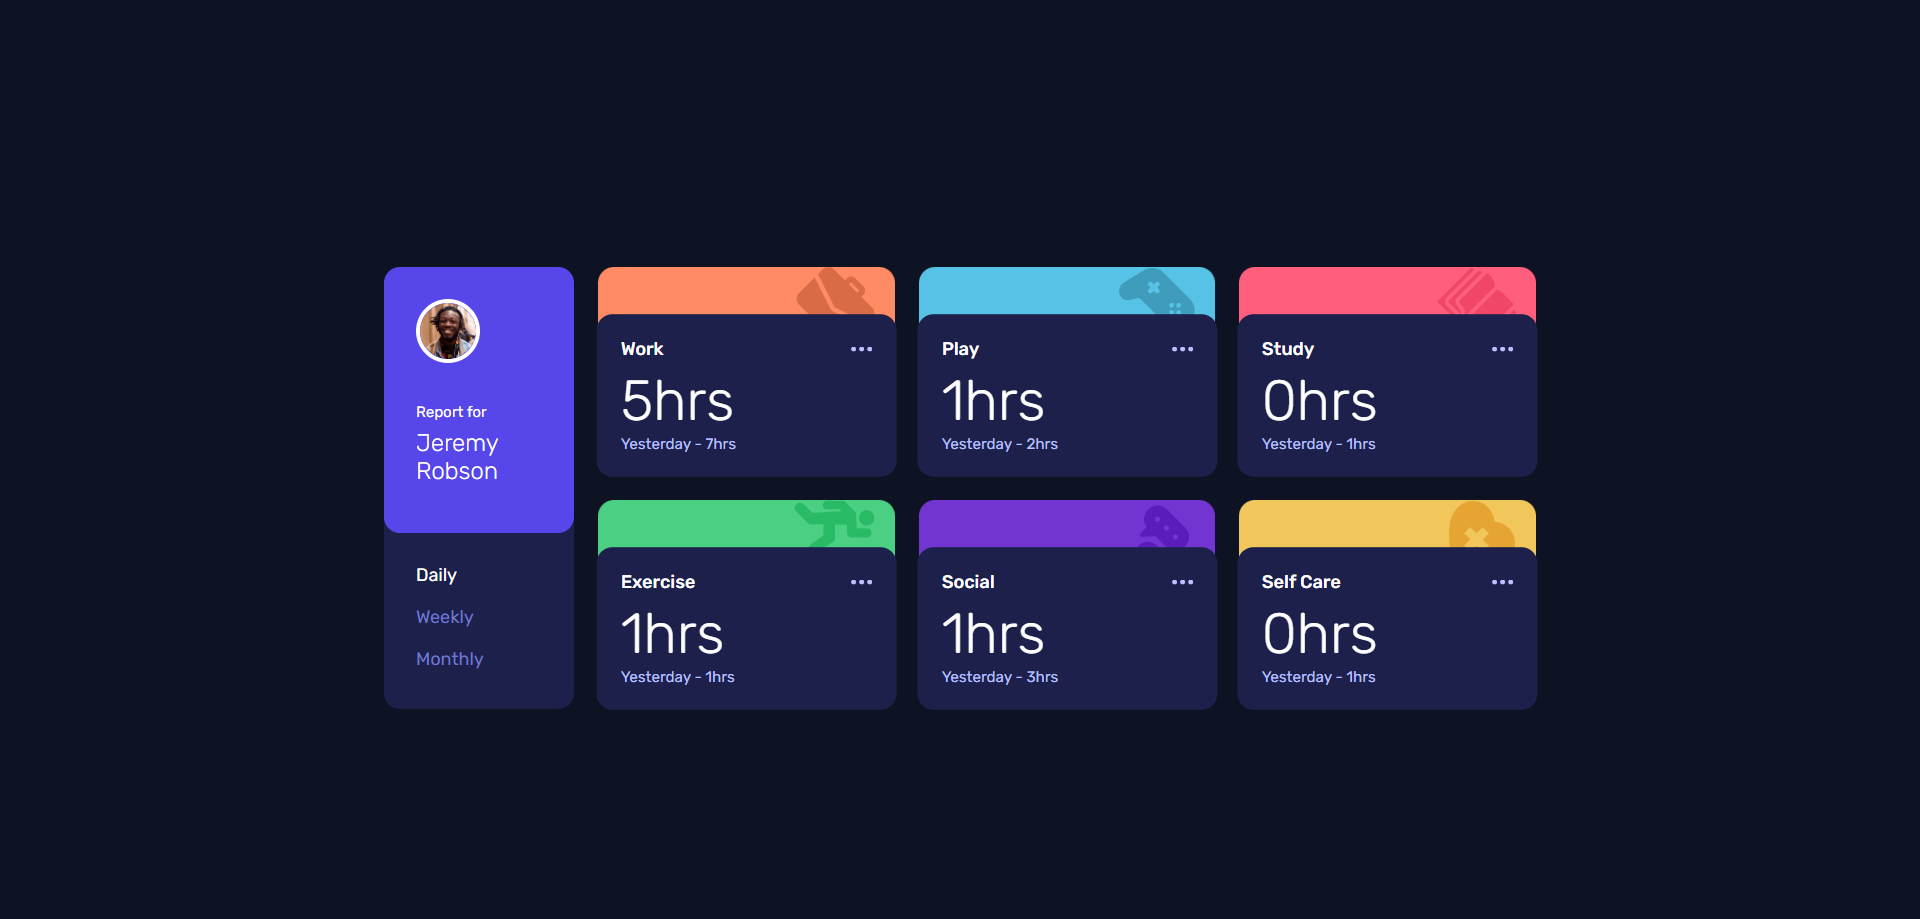 Report for
Jeremy
Robson
Daily
Weekly
Monthly
Work
5hrs
Yesterday - 7hrs
Play
1hrs
Yesterday - 2hrs
Study
0hrs
Yesterday - 1hrs
Exercise
1hrs
Yesterday - 1hrs
Social
1hrs
Yesterday - 3hrs
Self Care
0hrs
Yesterday - 1hrs